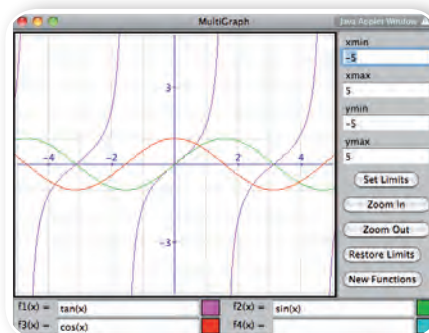 MultiGraph
Java Applet Window
xmin
-5
xmax
5
ymin
-5
ymax
5
Set Limits
Zoom In
Zoom Out
Restore Limits
New Functions
3
-4
-2
2
4
-3
f1(x) = tan(x)
f2(x) = sin(x)
f3(x) = cos(x)
f4(x) =